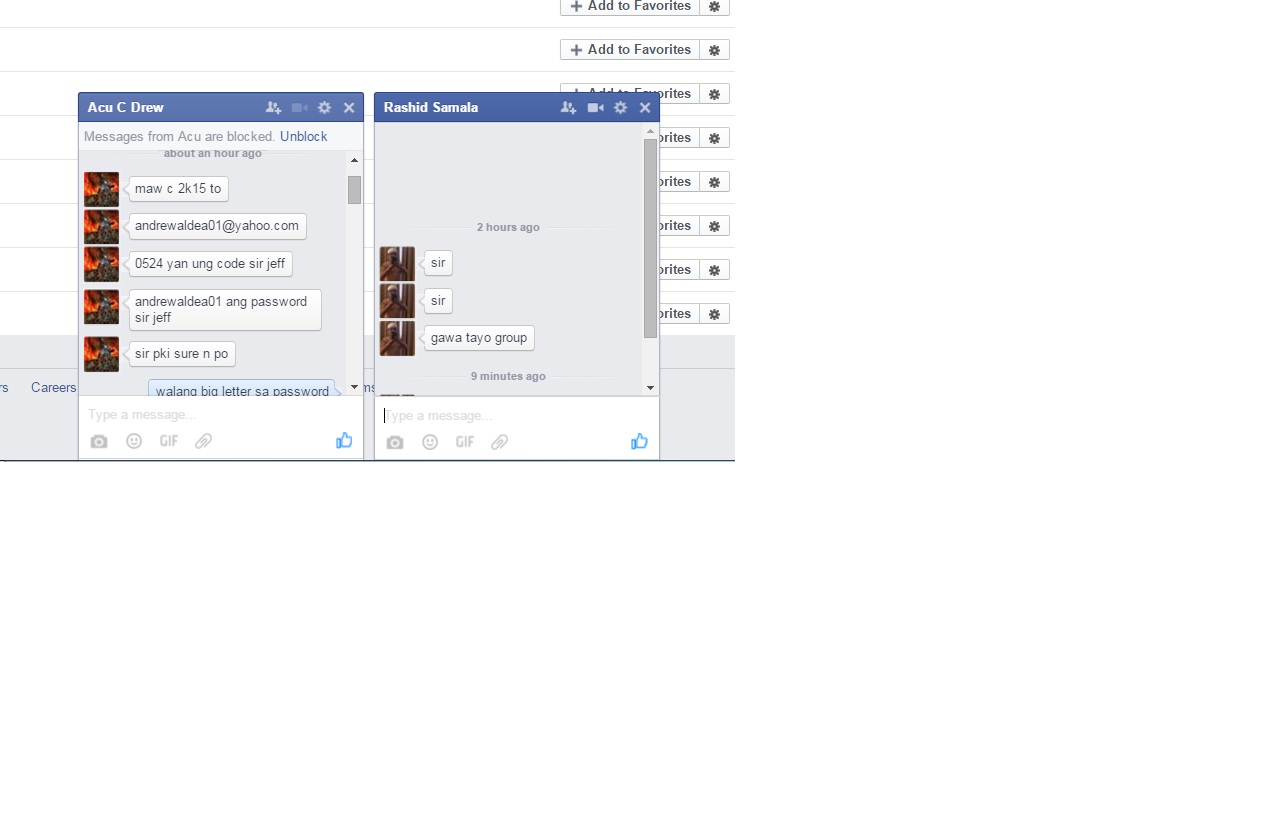 Add to Favorites
Add to Favorites
Add to Favorites
Acu C Drew
Messages from Acu are blocked. Unblock
about an hour ago
maw c 2k15 to
andrewaldea01@yahoo.com
0524 yan ung code sir jeff
andrewaldea01 ang password
sir jeff
sir pki sure n po
walang big letter sa password
Type a message...
GIF
Rashid Samala
2 hours ago
sir
sir
gawa tayo group
9 minutes ago
Type a message...
GIF
orites
orites
orites
orites
orites
rs
Careers
ms